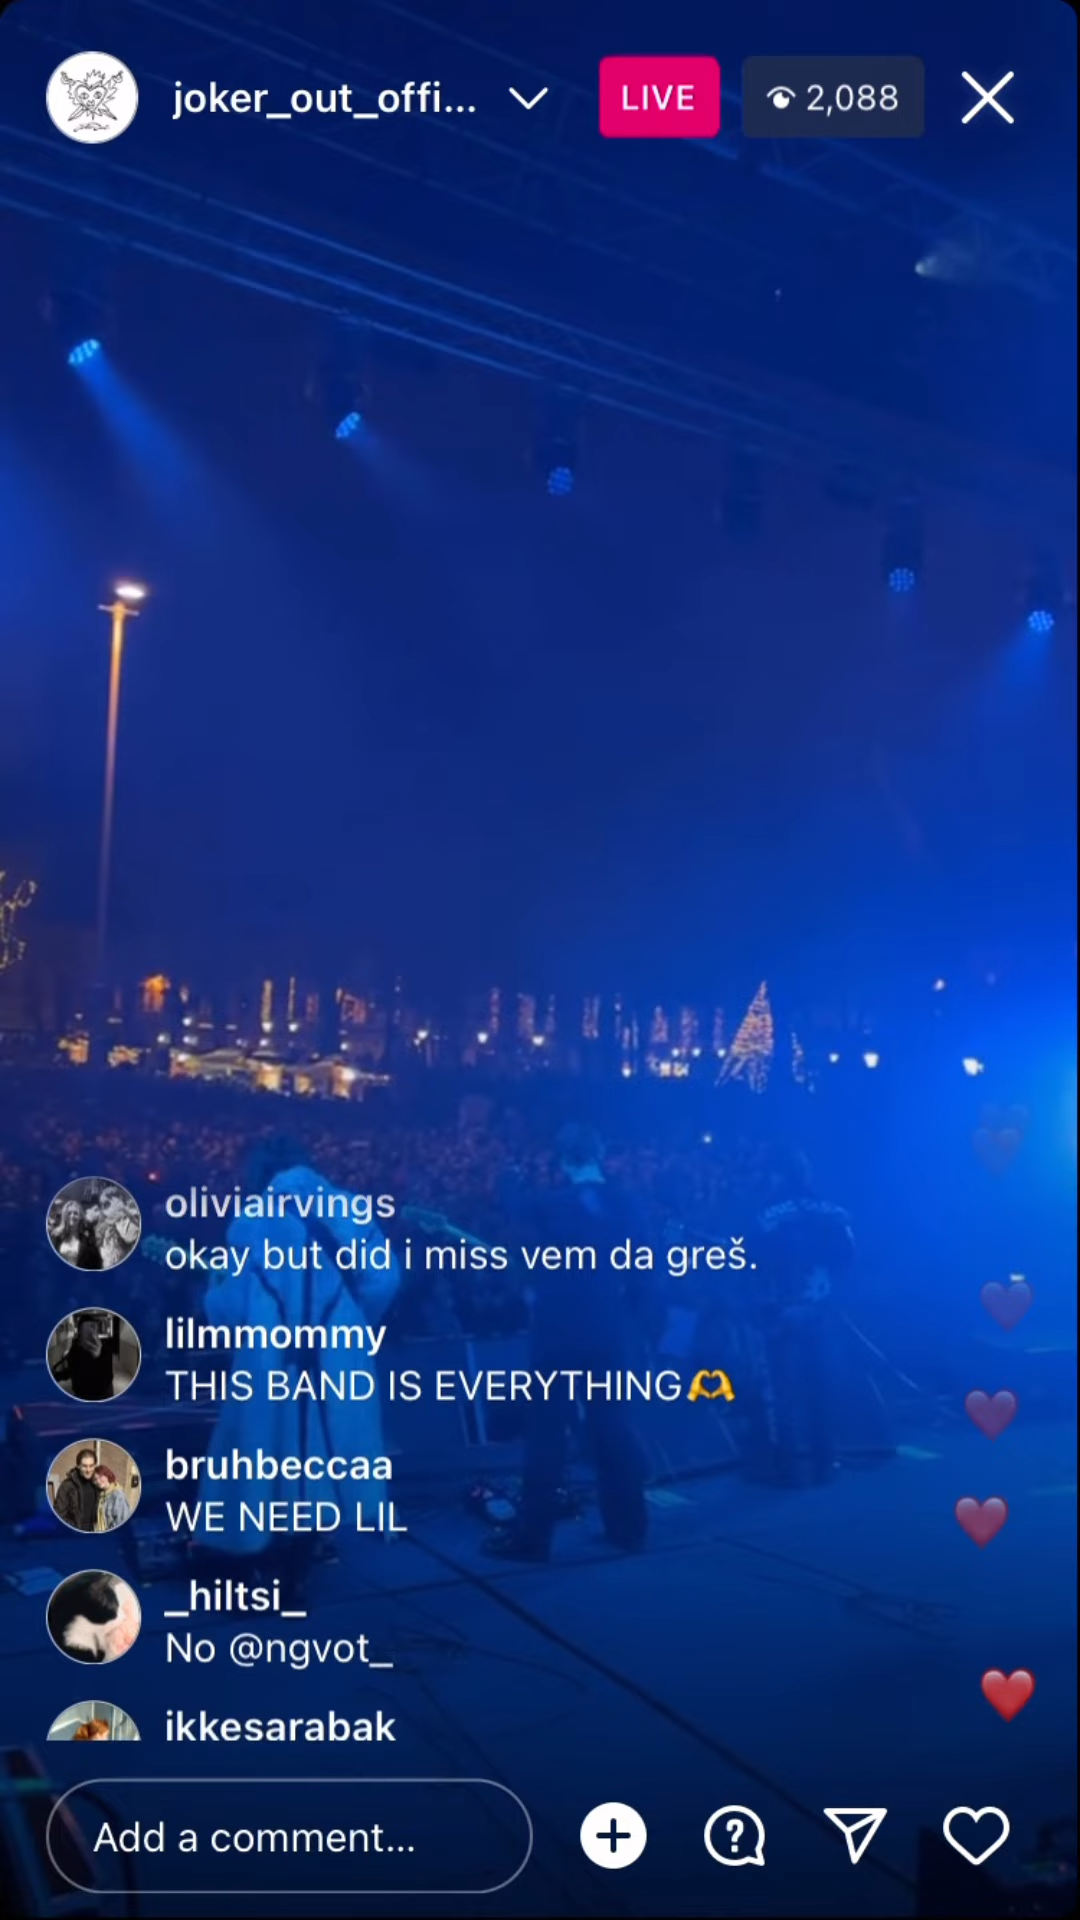 joker_out_offi...
LIVE
2,088
oliviairvings
okay but did i miss vem da greš.
lilmmommy
THIS BAND IS EVERYTHING🫶
bruhbeccaa
WE NEED LIL
_hiltsi_
No @ngvot_
ikkesarabak
Add a comment...